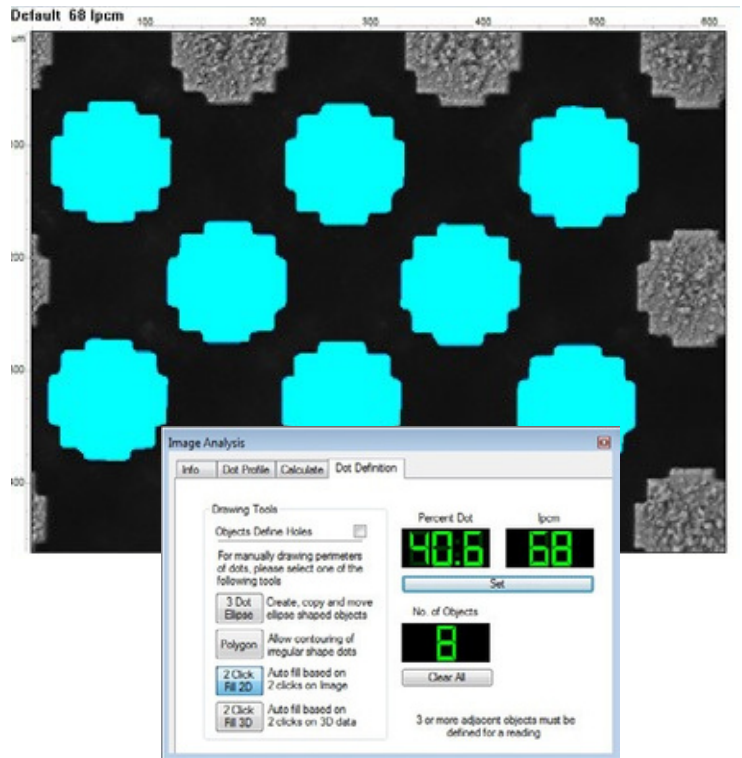 Default 68 lpcm
100 200 300 400 500 600
um
100
200
300
400
Image Analysis
Info Dot Profile Calculate Dot Definition
Drawing Tools
Objects Define Holes
For manually drawing perimeters
of dots, please select one of the
following tools
3 Dot
Ellipse
Create, copy and move
ellipse shaped objects
Polygon
Allow contouring of
irregular shape dots
2 Click
Fill 2D
Auto fill based on
2 clicks on Image
2 Click
Fill 3D
Auto fill based on
2 clicks on 3D data
Percent Dot lpcm
40.6 68
Set
No. of Objects
8
Clear All
3 or more adjacent objects must be
defined for a reading